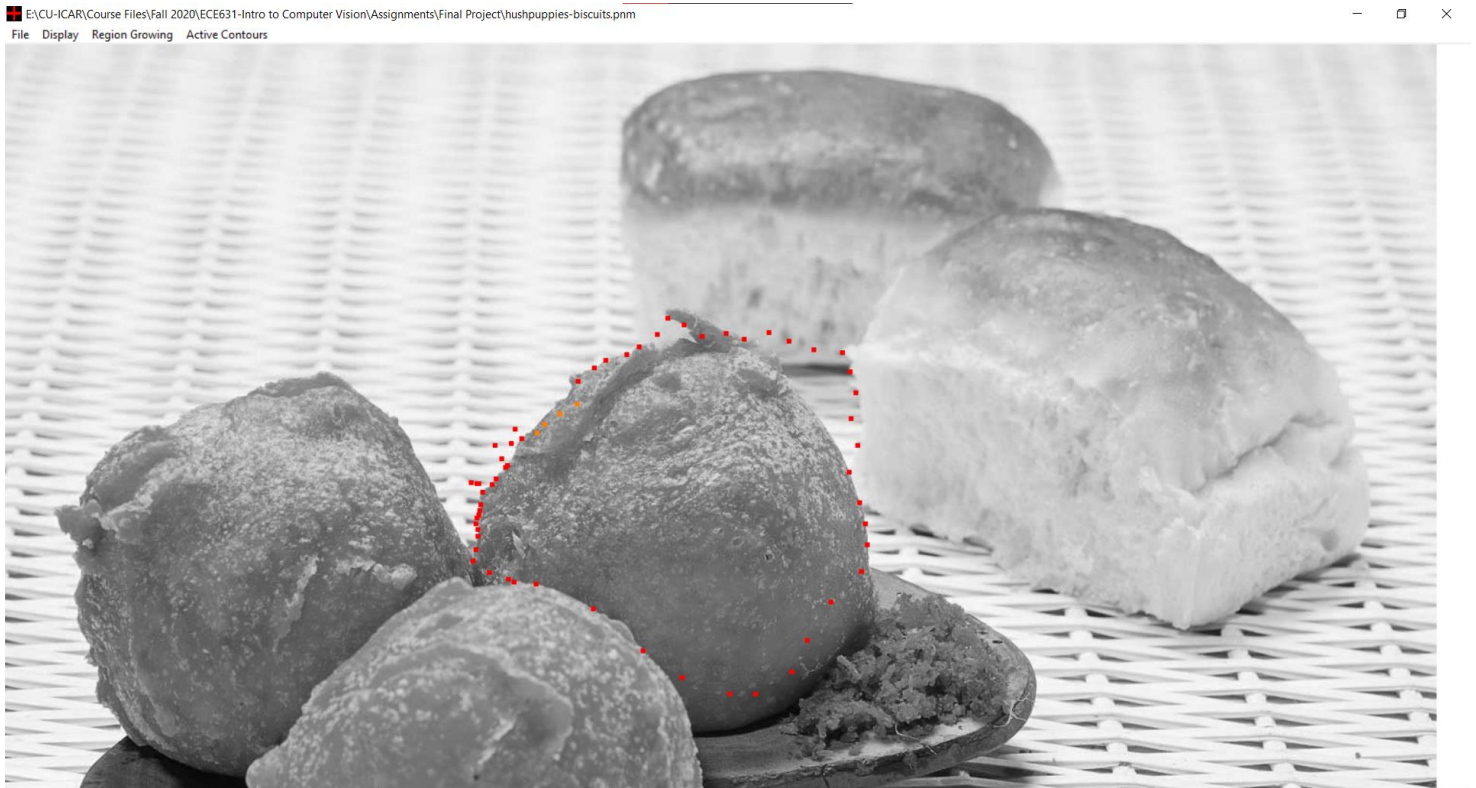 E:\CU-ICAR\Course Files\Fall 2020\ECE631-Intro to Computer Vision\Assignments\Final Project\hushpuppies-biscuits.pnm
File Display Region Growing Active Contours